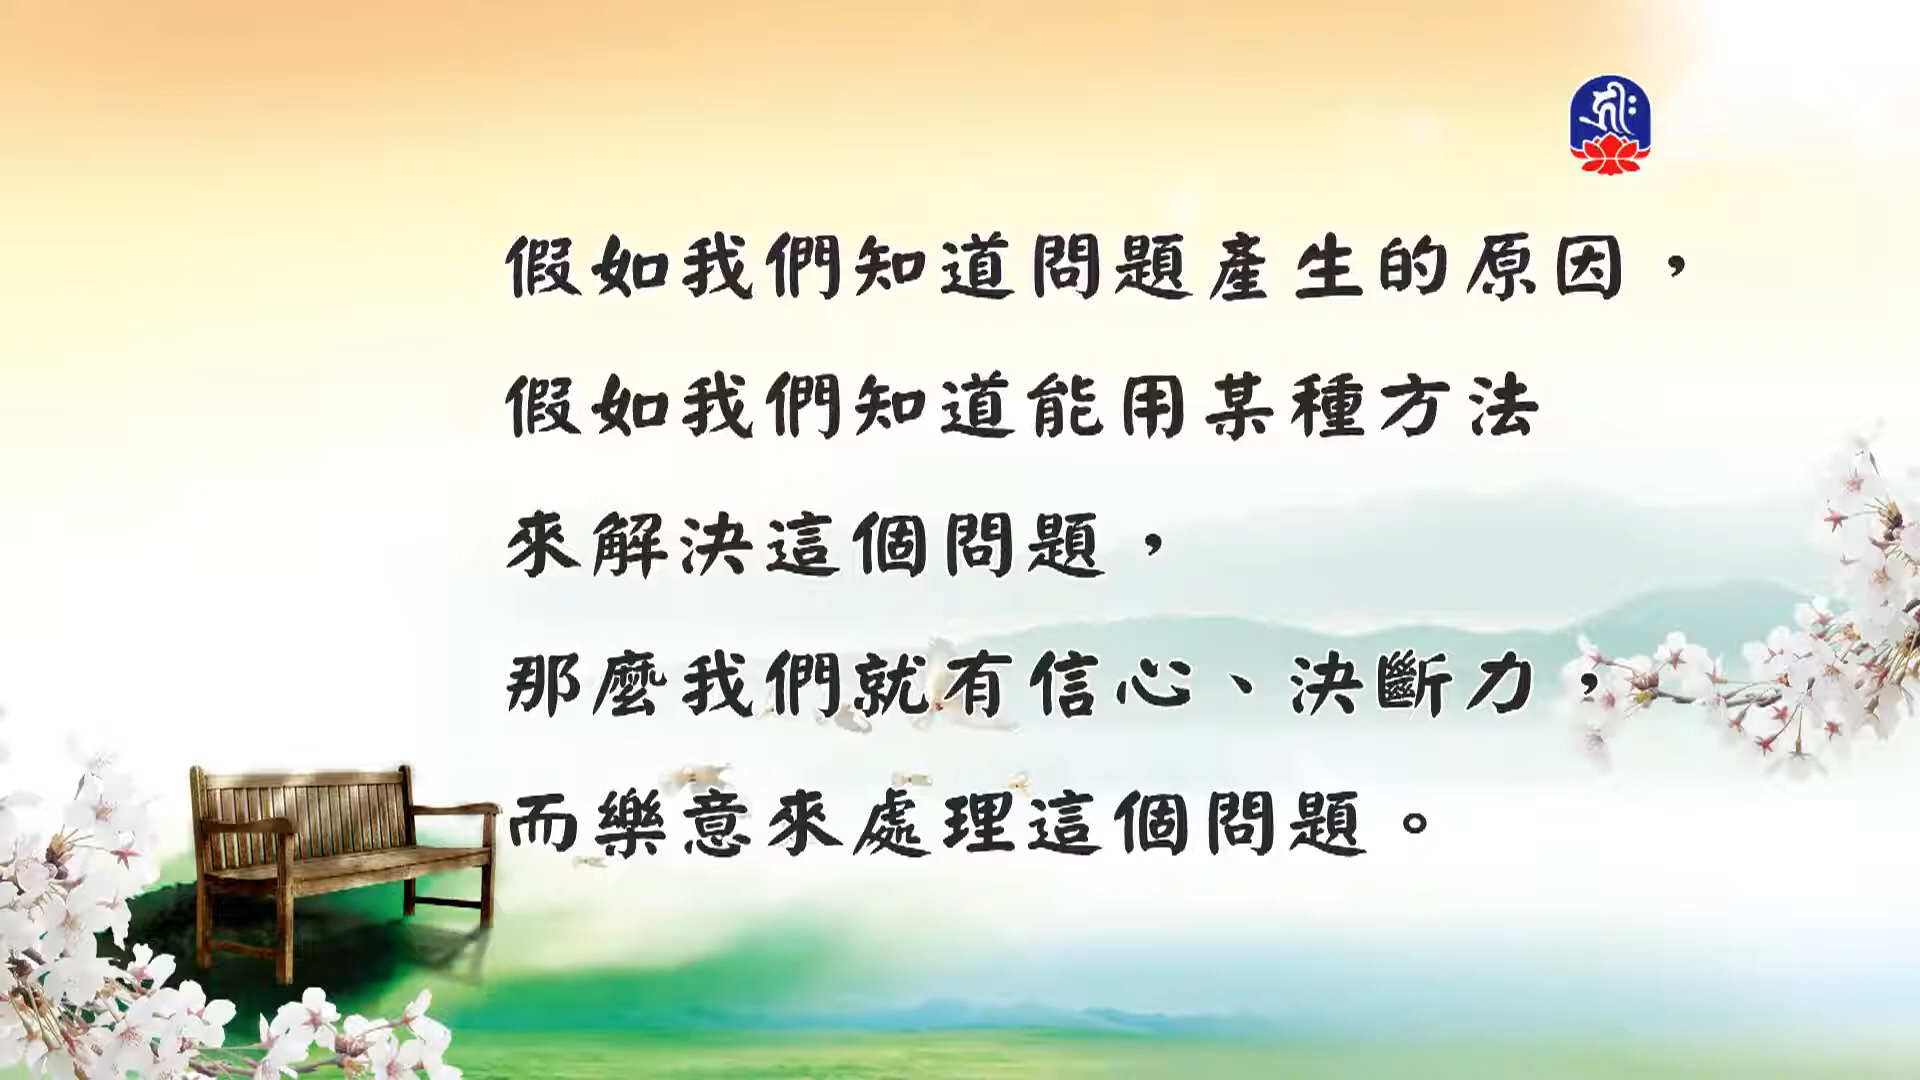 假如我們知道問題產生的原因，
假如我們知道能用某種方法
來解決這個問題，
那麼我們就有信心、決斷力，
而樂意來處理這個問題。